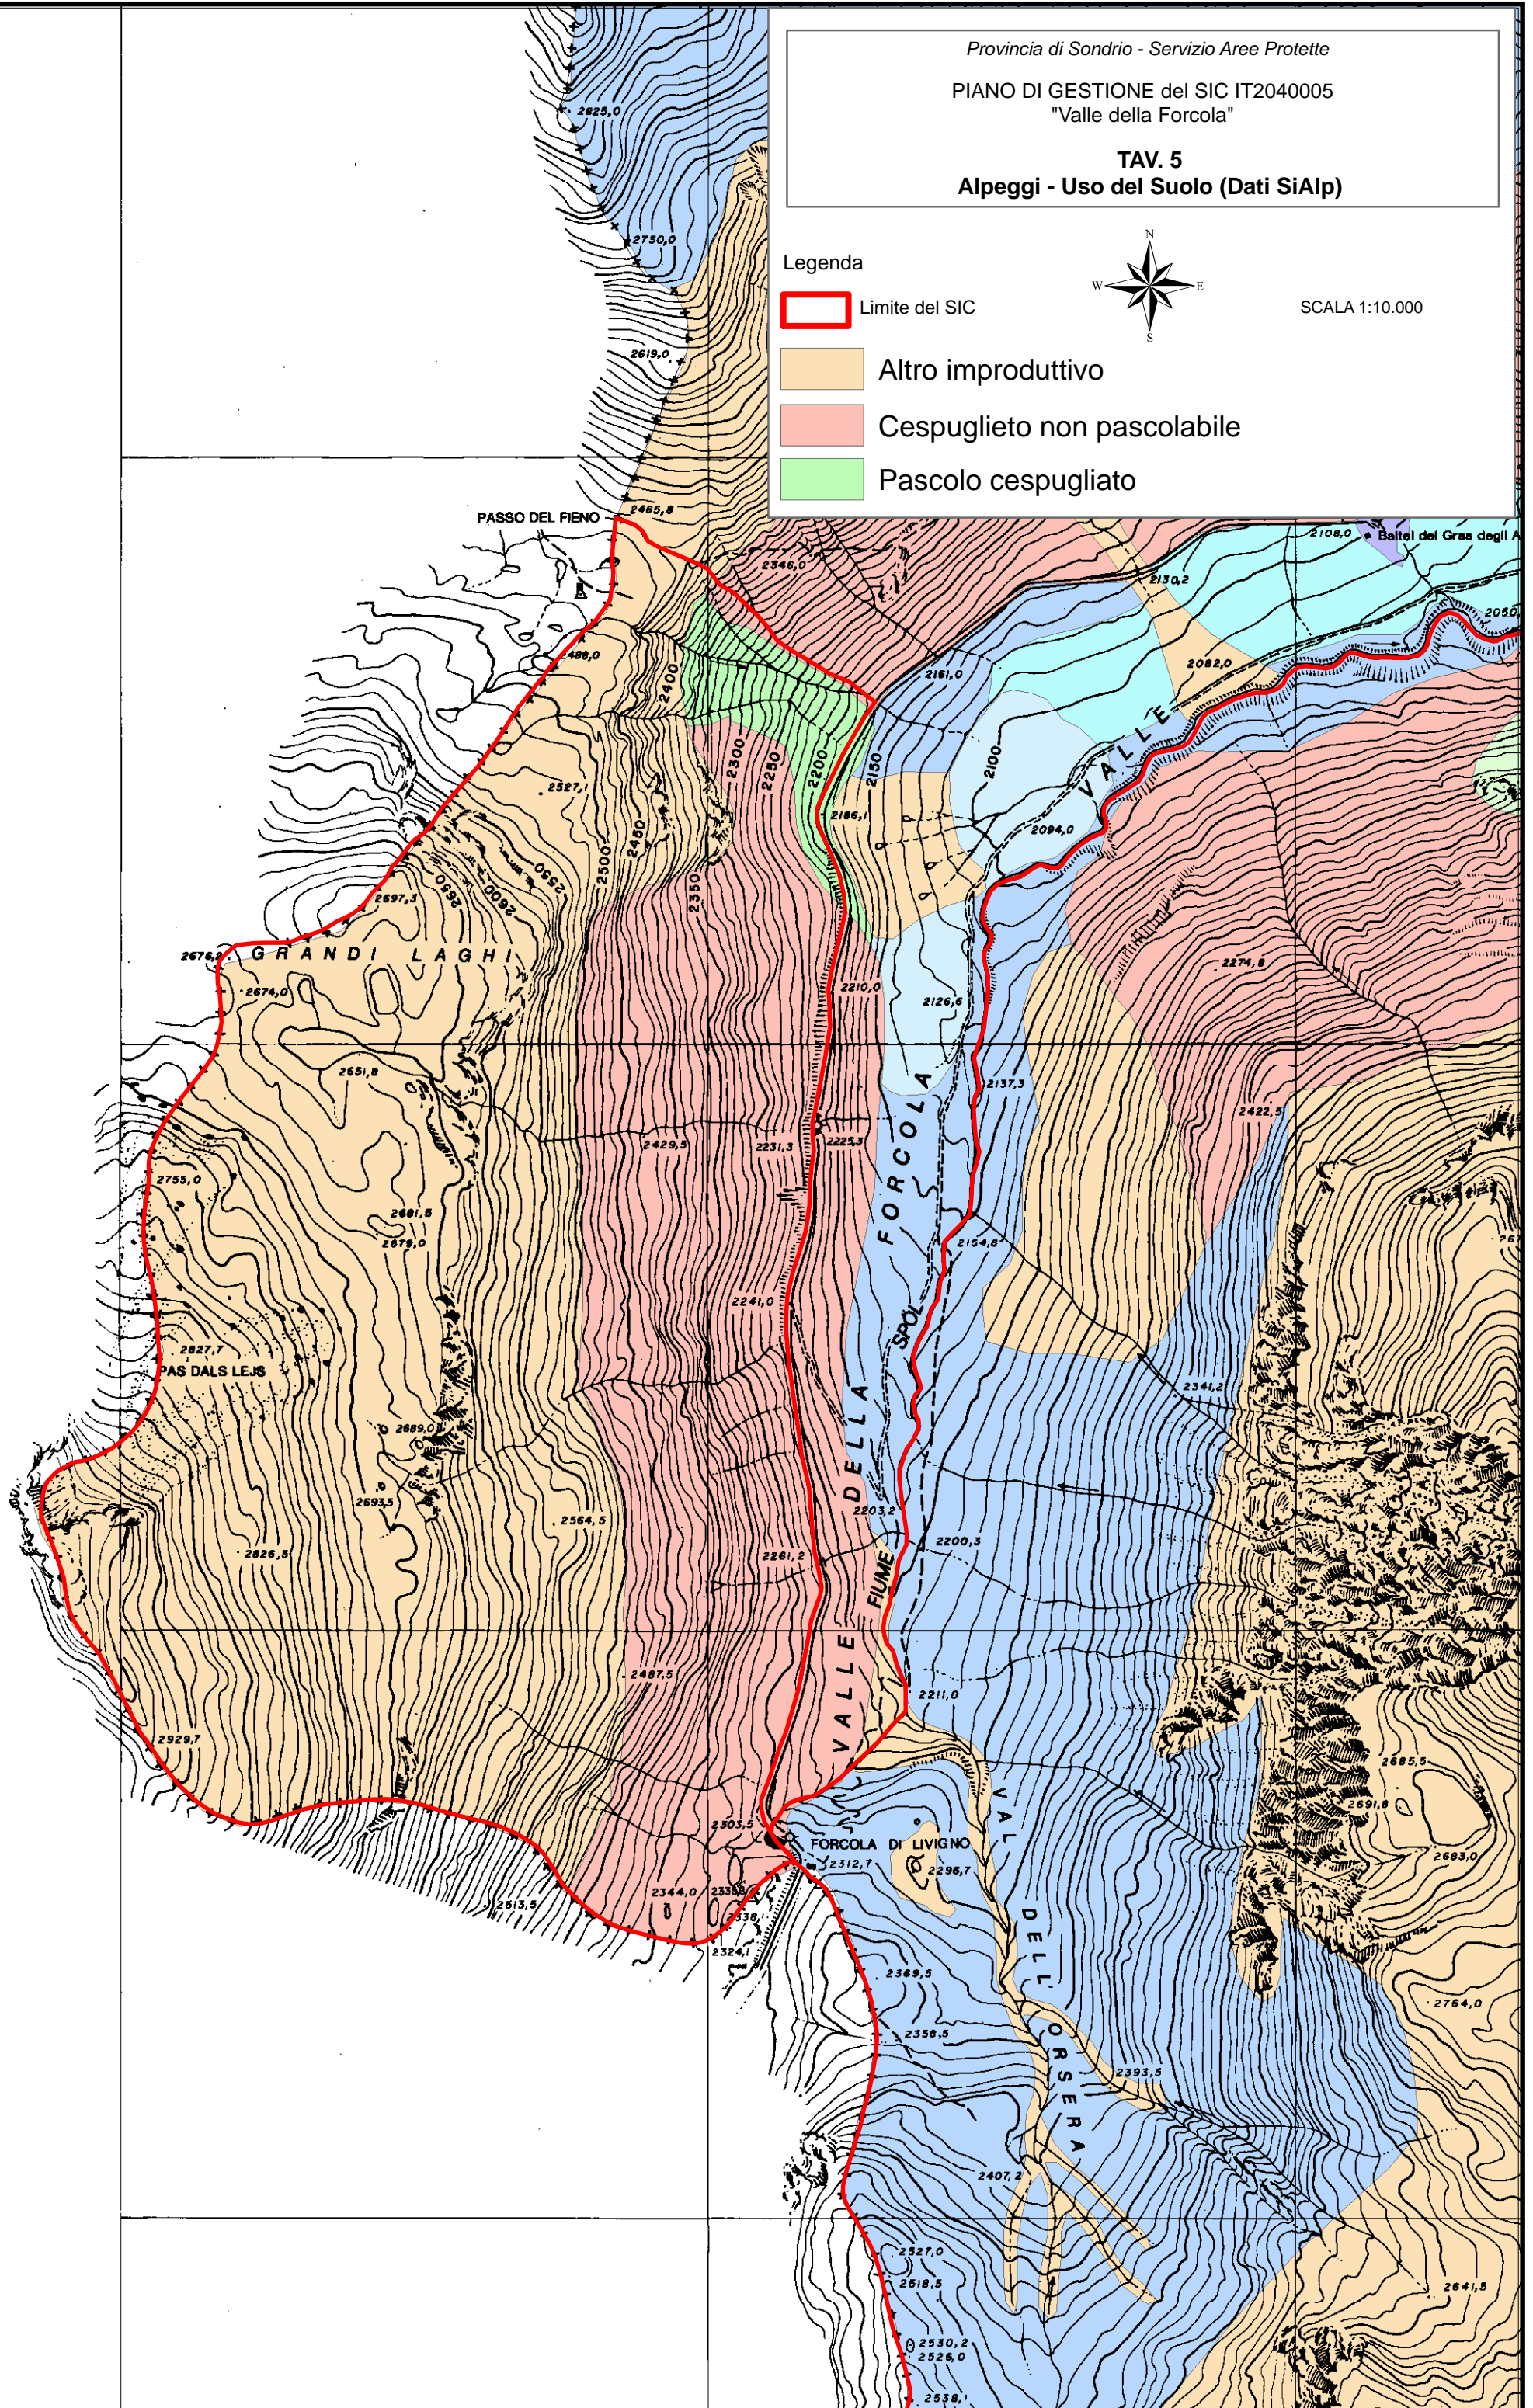 Provincia di Sondrio - Servizio Aree Protette
PIANO DI GESTIONE del SIC IT2040005
"Valle della Forcola"
TAV. 5
Alpeggi - Uso del Suolo (Dati SiAlp)
Legenda
N
W
E
S
Limite del SIC
SCALA 1:10.000
Altro improduttivo
Cespuglieto non pascolabile
Pascolo cespugliato
2825,0
2730,0
2619,0
2465,8
PASSO DEL FIENO
2346,0
2108,0
Baitel del Gras degli A
2130,2
2050,
2488,0
2400
2161,0
2082,0
2300
2250
2200
2150
2100
VALLE
2527,1
2186,1
2094,0
2500
2450
2350
2550
2600
2650
2697,3
2676,2
GRANDI LAGHI
2674,0
2210,0
2126,6
2274,8
2651,8
2137,3
2422,5
2429,5
2231,3
2225,3
FORCOLA
2755,0
2681,5
2679,0
2154,6
267
2241,0
SPOL
2827,7
PAS DALS LEJS
DELLA
2341,2
2689,0
2693,5
2564,5
2203,2
2826,5
2261,2
2200,3
FIUME
VALLE
2487,5
2211,0
2929,7
2685,5
VAL
2691,8
2303,5
FORCOLA DI LIVIGNO
2312,7
2296,7
2683,0
2344,0
2513,5
2338,
2324,1
DELL'
2369,5
2764,0
2358,5
ORSERA
2393,5
2407,2
2527,0
2518,5
2641,5
2530,2
2526,0
2538,1